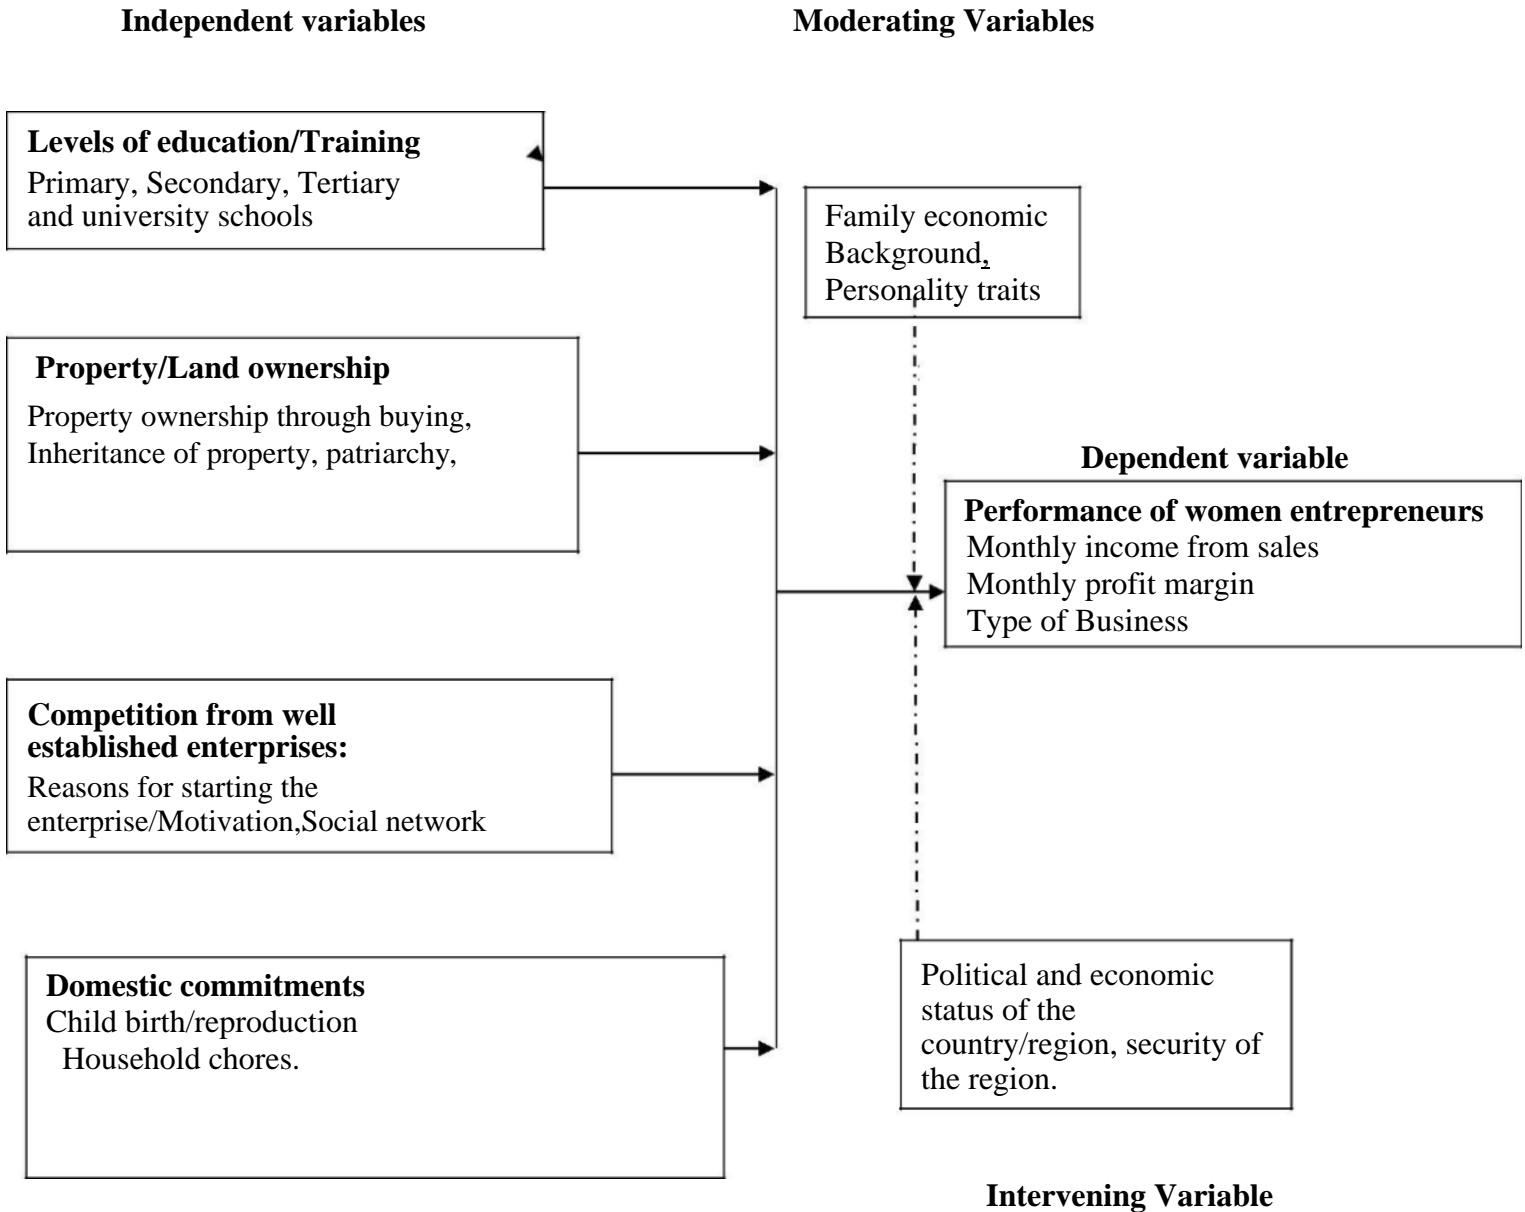 Independent variables
Moderating Variables
Levels of education/Training
Primary, Secondary, Tertiary
and university schools
Family economic
Background,
Personality traits
Property/Land ownership
Property ownership through buying,
Inheritance of property, patriarchy,
Dependent variable
Performance of women entrepreneurs
Monthly income from sales
Monthly profit margin
Type of Business
Competition from well
established enterprises:
Reasons for starting the
enterprise/Motivation,Social network
Domestic commitments
Child birth/reproduction
Household chores.
Political and economic
status of the
country/region, security of
the region.
Intervening Variable